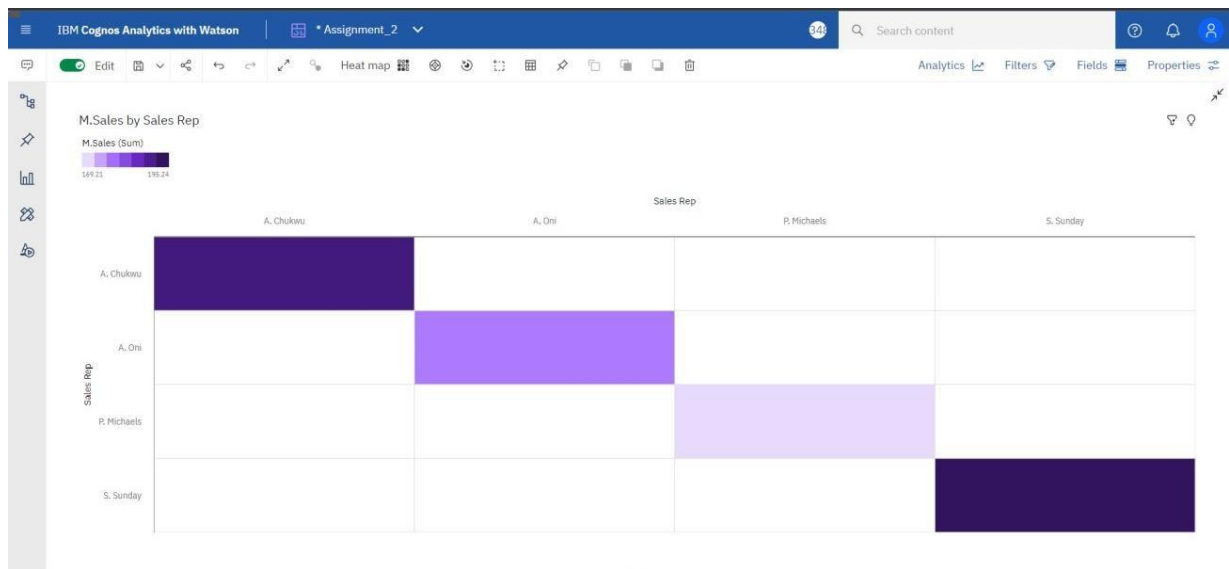 IBM Cognos Analytics with Watson
* Assignment_2
Search content
Edit
Heat map
Analytics
Filters
Fields
Properties
M.Sales by Sales Rep
M.Sales (Sum)
169.21 195.24
Sales Rep
A. Chukwu A. Oni P. Michaels S. Sunday
A. Chukwu
A. Oni
Sales Rep
P. Michaels
S. Sunday